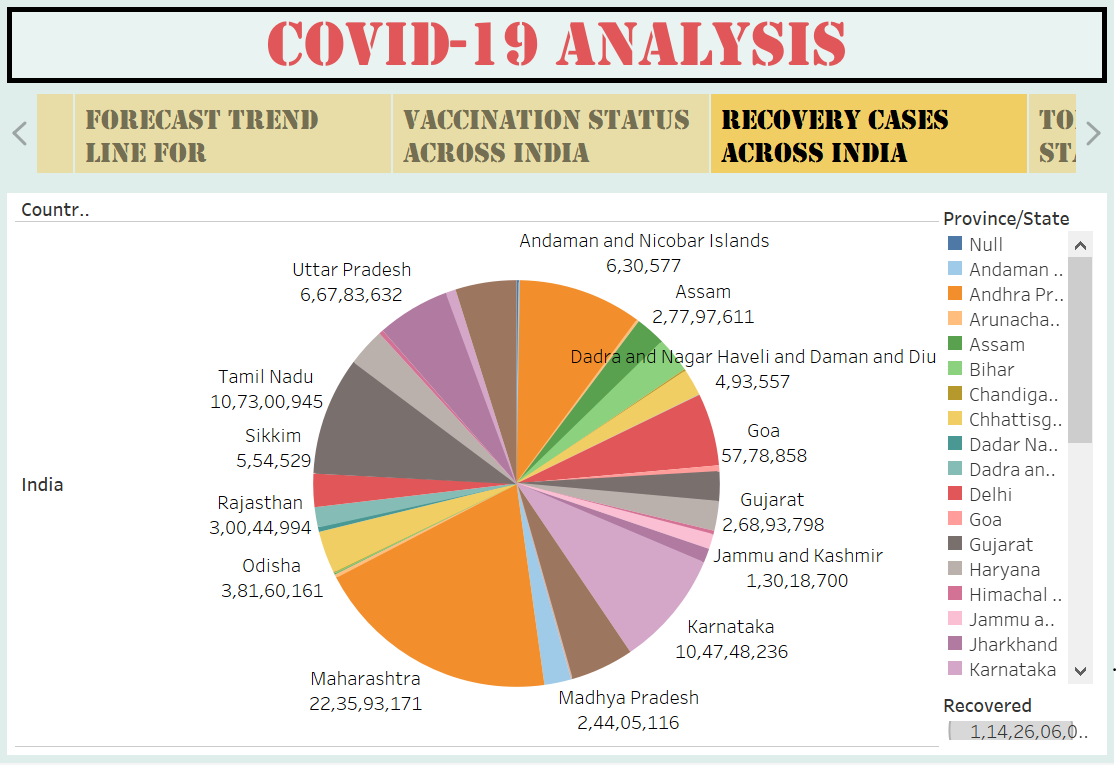 COVID-19 ANALYSIS
FORECAST TREND
LINE FOR
VACCINATION STATUS
ACROSS INDIA
RECOVERY CASES
ACROSS INDIA
Countr..
Andaman and Nicobar Islands
6,30,577
Uttar Pradesh
6,67,83,632
Assam
2,77,97,611
Dadra and Nagar Haveli and Daman and Diu
4,93,557
Tamil Nadu
10,73,00,945
Goa
57,78,858
Sikkim
5,54,529
India
Rajasthan
3,00,44,994
Gujarat
2,68,93,798
Odisha
3,81,60,161
Jammu and Kashmir
1,30,18,700
Karnataka
10,47,48,236
Maharashtra
22,35,93,171
Madhya Pradesh
2,44,05,116
Province/State
Null
Andaman ..
Andhra Pr..
Arunacha..
Assam
Bihar
Chandiga..
Chhattisg..
Dadar Na..
Dadra an..
Delhi
Goa
Gujarat
Haryana
Himachal ..
Jammu a..
Jharkhand
Karnataka
Recovered
1,14,26,06,0..